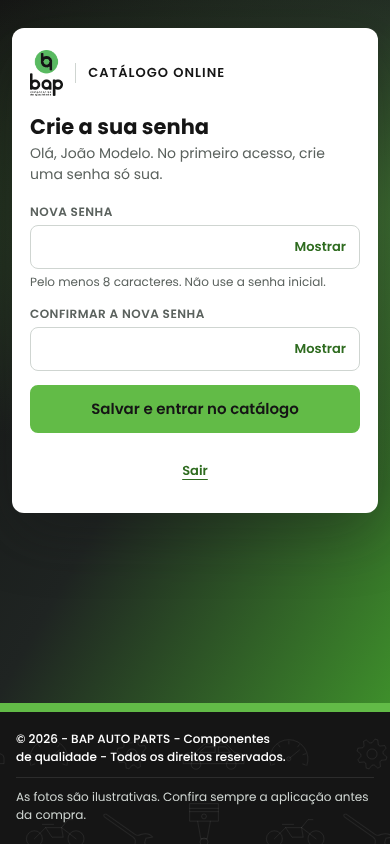 bap
CATÁLOGO ONLINE
Crie a sua senha
Olá, João Modelo. No primeiro acesso, crie
uma senha só sua.
NOVA SENHA
Mostrar
Pelo menos 8 caracteres. Não use a senha inicial.
CONFIRMAR A NOVA SENHA
Mostrar
Salvar e entrar no catálogo
Sair
© 2026 - BAP AUTO PARTS - Componentes
de qualidade - Todos os direitos reservados.
As fotos são ilustrativas. Confira sempre a aplicação antes
da compra.